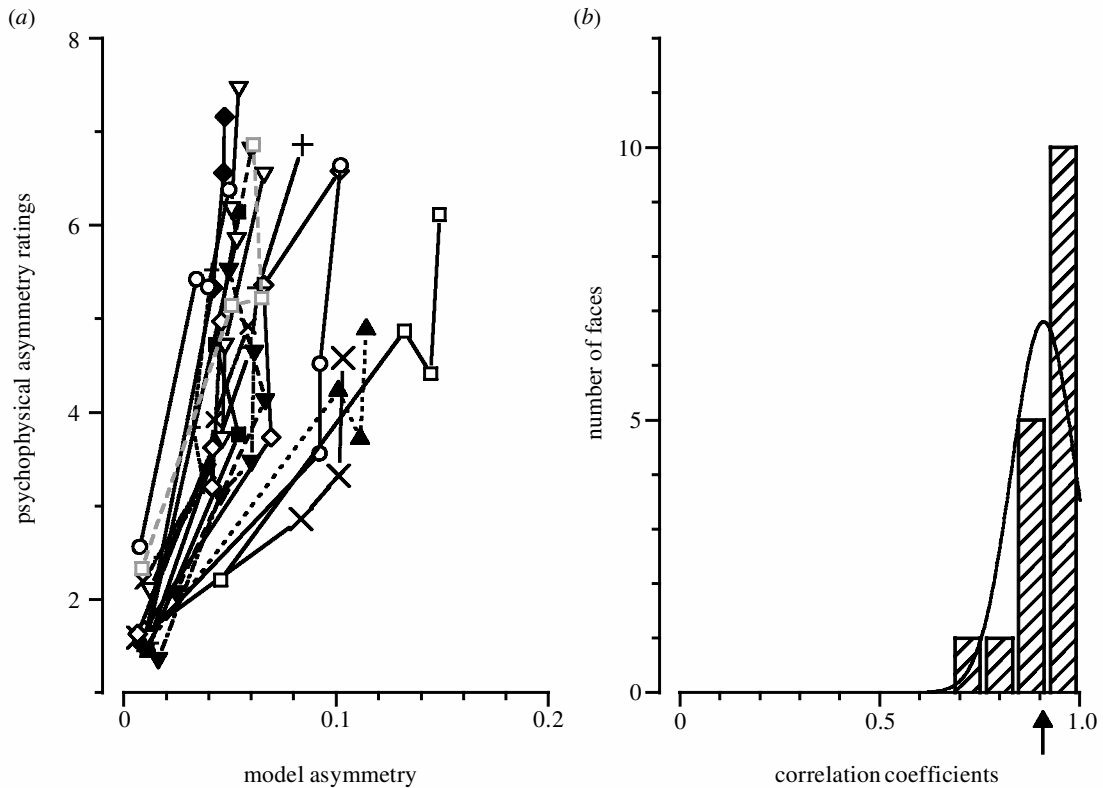 (a)
8
6
4
2
0
0.1
0.2
psychophysical asymmetry ratings
model asymmetry
(b)
10
5
0
0
0.5
1.0
number of faces
correlation coefficients